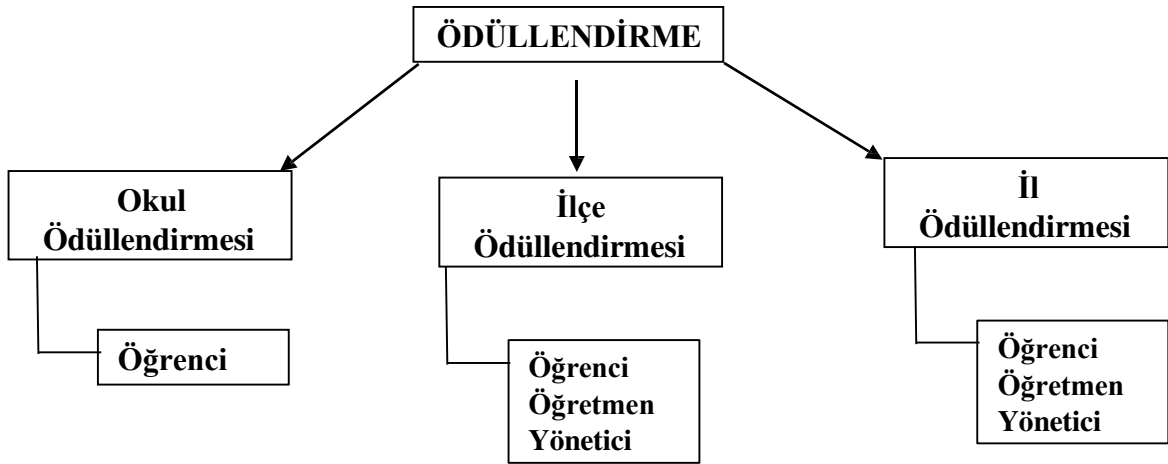 ÖDÜLLENDİRME
Okul
Ödüllendirmesi
Öğrenci
İlçe
Ödüllendirmesi
Öğrenci
Öğretmen
Yönetici
İl
Ödüllendirmesi
Öğrenci
Öğretmen
Yönetici